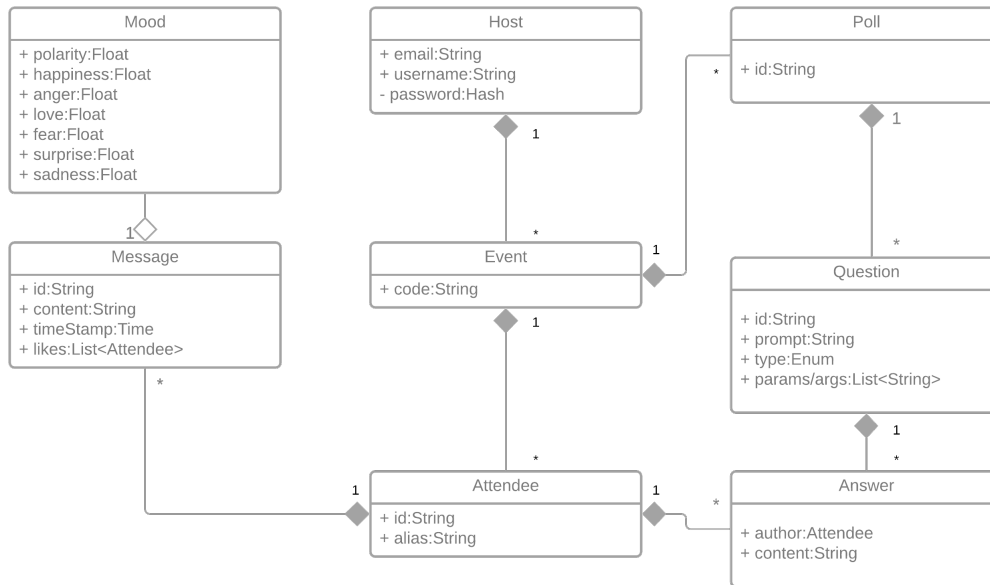 Mood
+ polarity:Float
+ happiness:Float
+ anger:Float
+ love:Float
+ fear:Float
+ surprise:Float
+ sadness:Float
1
Message
+ id:String
+ content:String
+ timeStamp:Time
+ likes:List<Attendee>
*
Host
+ email:String
+ username:String
- password:Hash
1
*
Event
+ code:String
1
*
1
*
1
Attendee
+ id:String
+ alias:String
1
*
Poll
+ id:String
1
*
Question
+ id:String
+ prompt:String
+ type:Enum
+ params/args:List<String>
1
*
Answer
+ author:Attendee
+ content:String